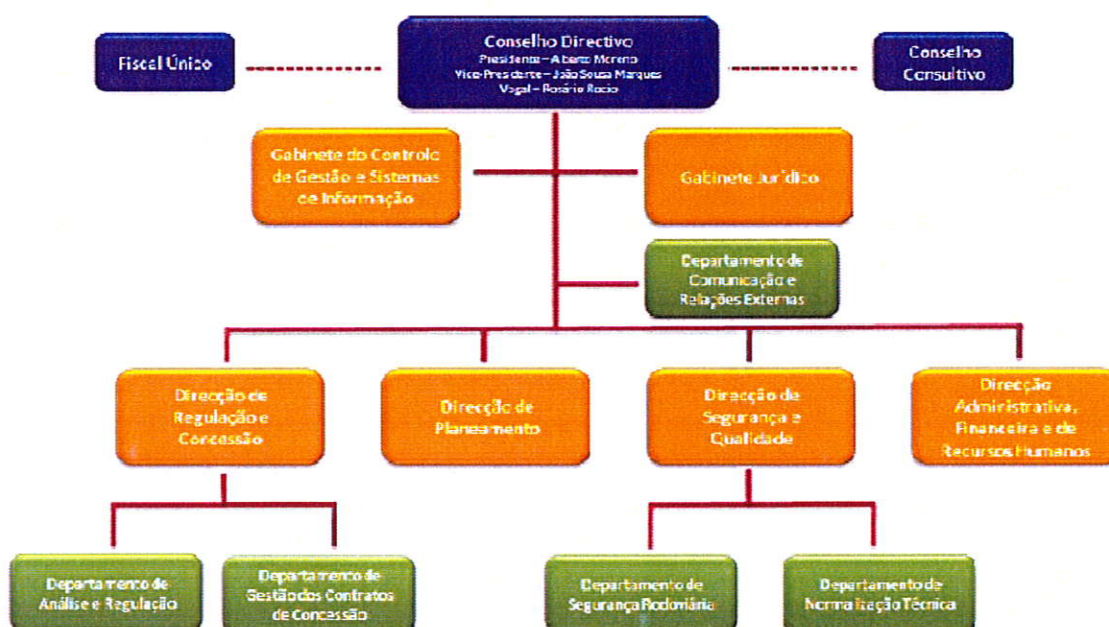 Fiscal Único
Conselho Directivo
Presidente – Alberto Moreno
Vice-Presidente – João Sousa Marques
Vogal – Rosário Rocio
Conselho
Consultivo
Gabinete do Controlo
de Gestão e Sistemas
de Informação
Gabinete Jurídico
Departamento de
Comunicação e
Relações Externas
Direcção de
Regulação e
Concessão
Direcção de
Planeamento
Direcção de
Segurança e
Qualidade
Direcção
Administrativa,
Financeira e de
Recursos Humanos
Departamento de
Análise e Regulação
Departamento de
Gestão dos Contratos
de Concessão
Departamento de
Segurança Rodoviária
Departamento de
Normalização Técnica